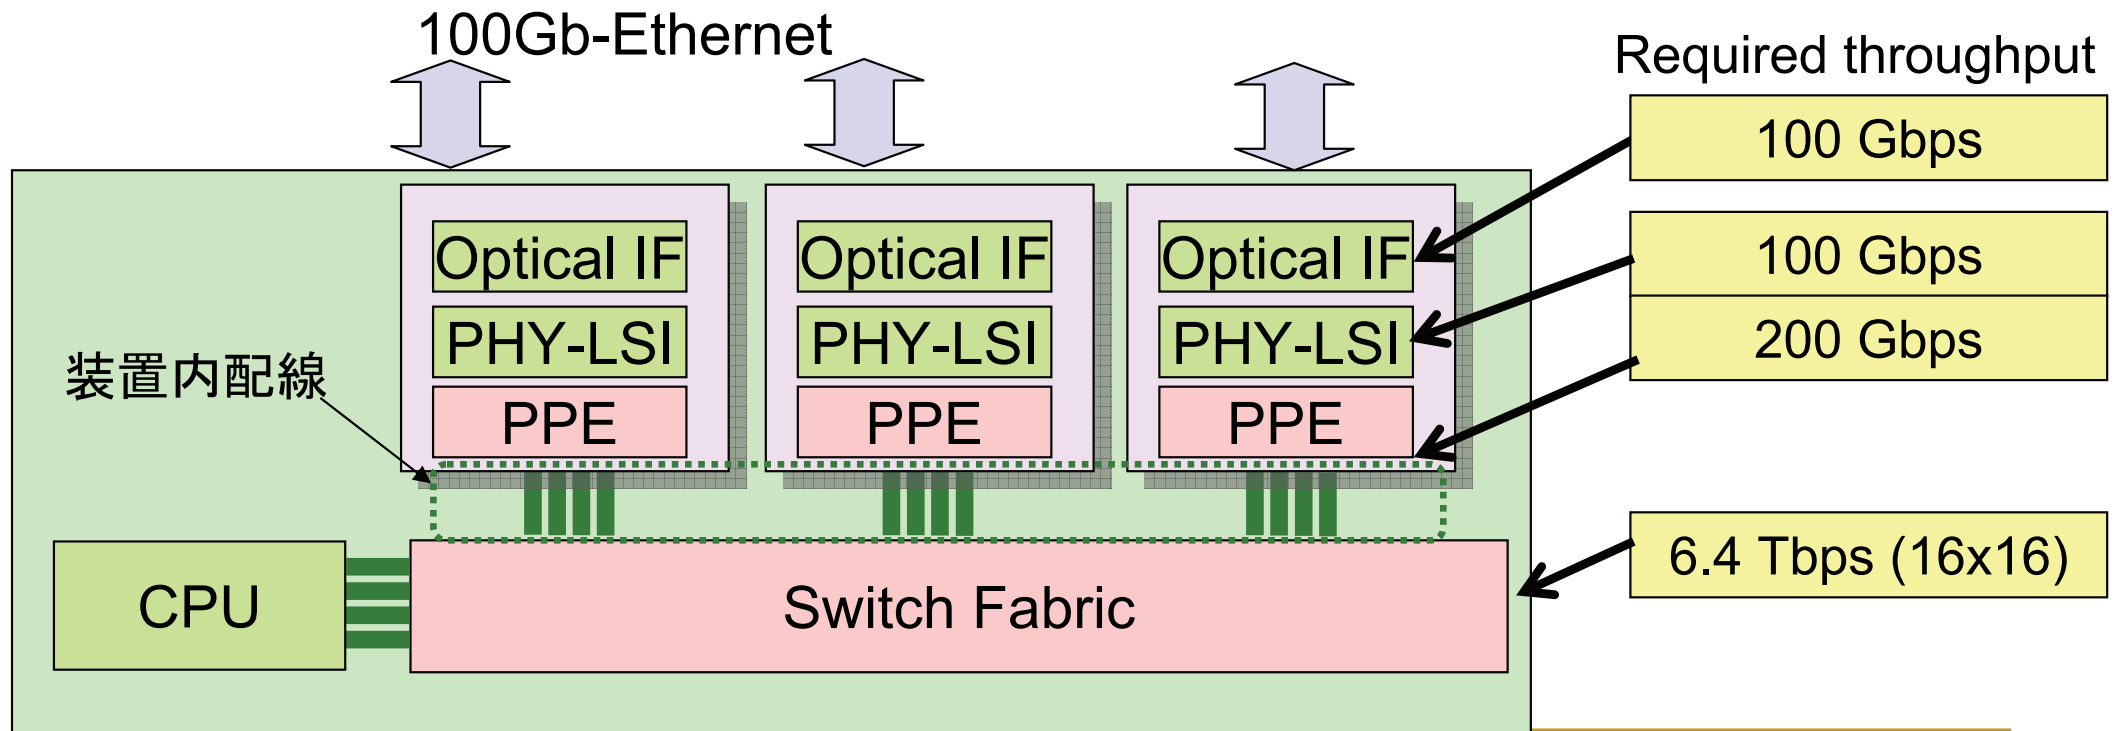 100Gb-Ethernet
Required throughput
100 Gbps
100 Gbps
200 Gbps
6.4 Tbps (16x16)
Optical IF
PHY-LSI
PPE
Optical IF
PHY-LSI
PPE
Optical IF
PHY-LSI
PPE
装置内配線
CPU
Switch Fabric